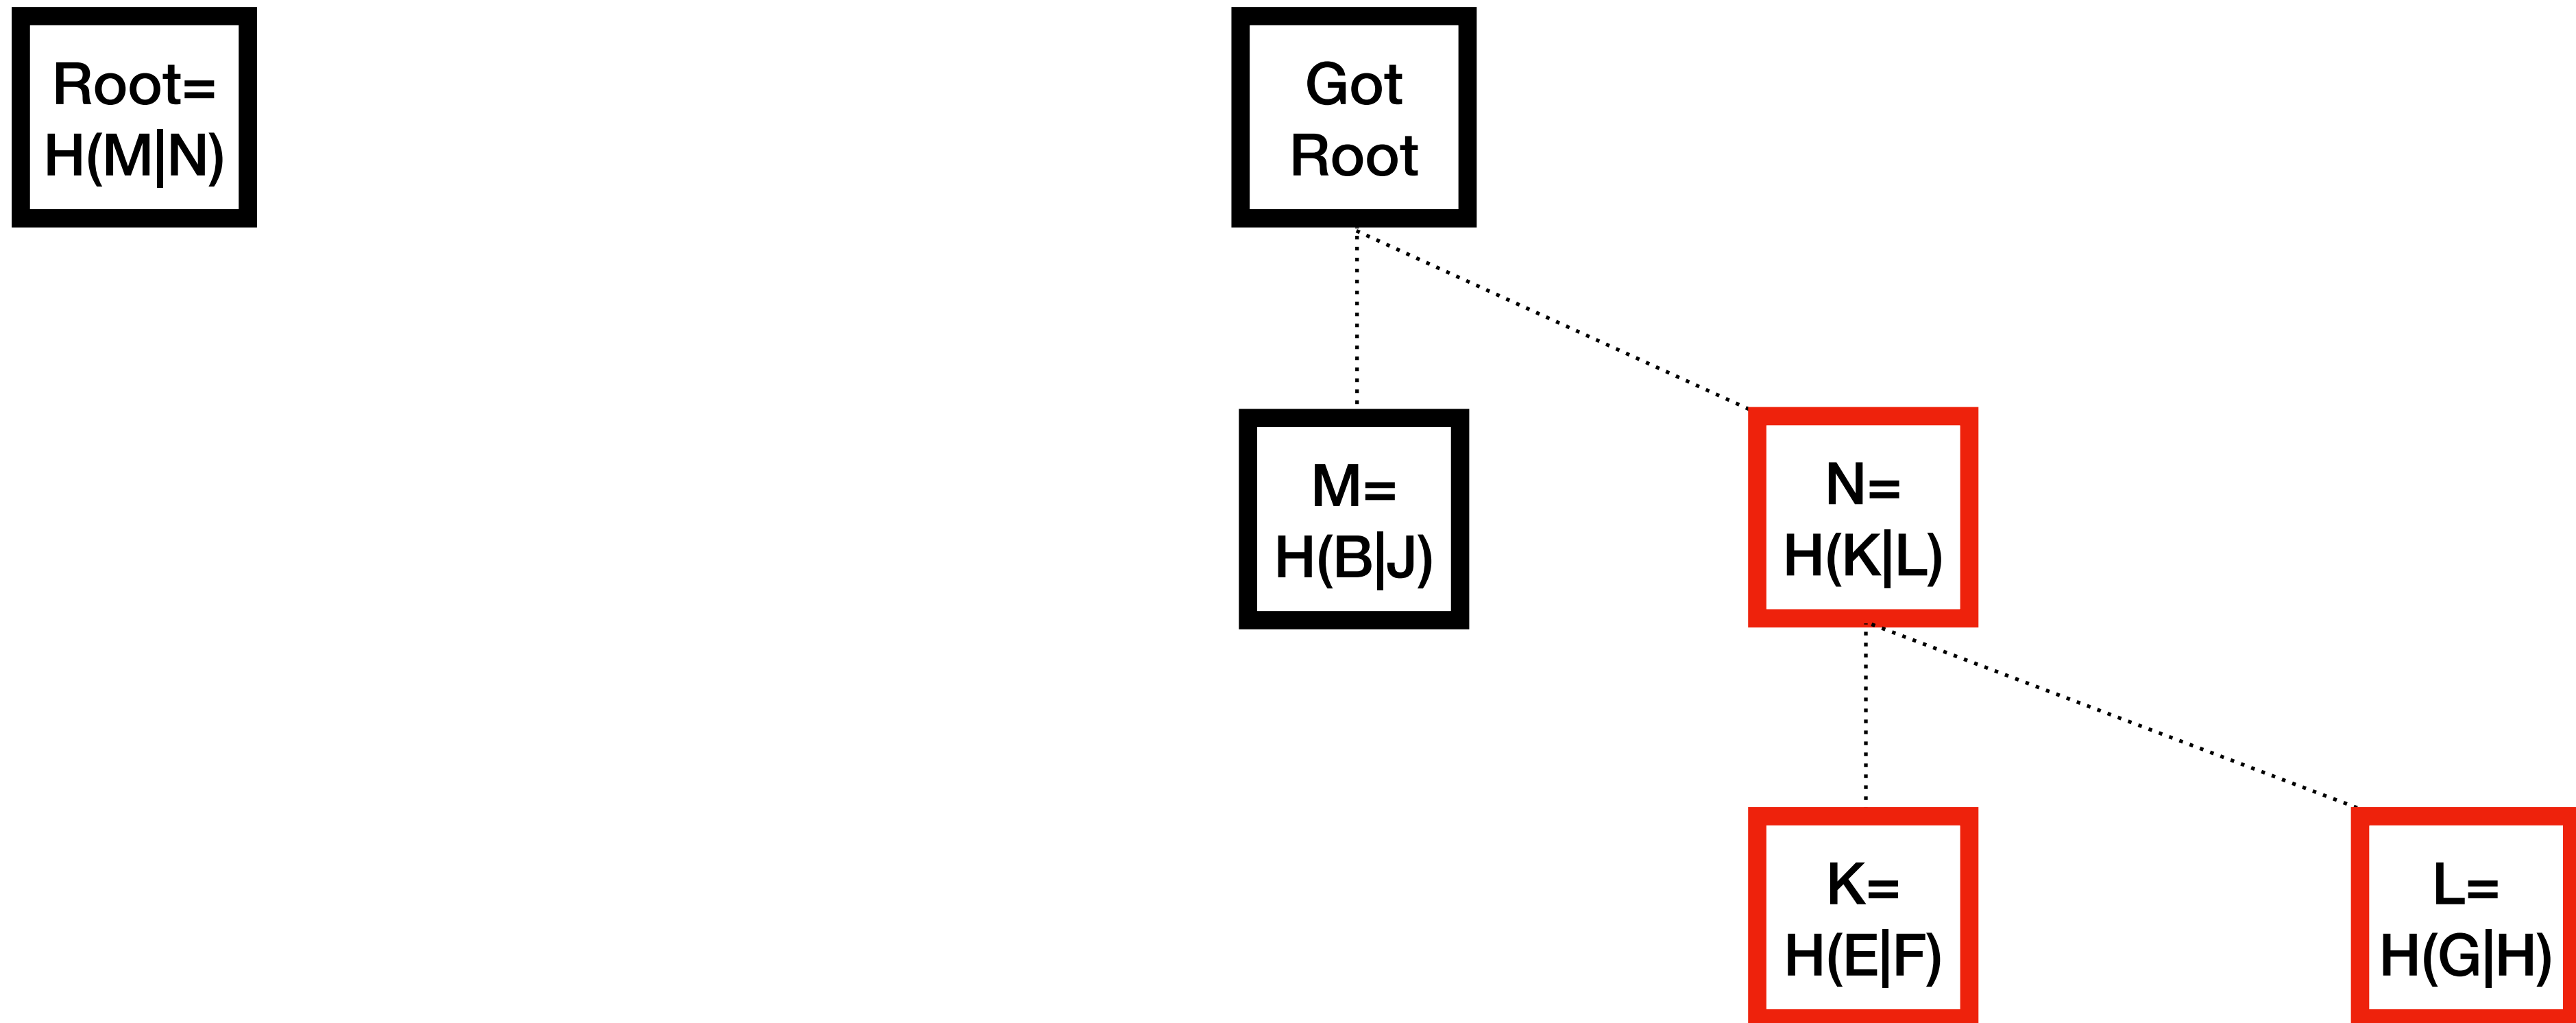 Root=
H(M|N)
Got
Root
M=
H(B|J)
N=
H(K|L)
K=
H(E|F)
L=
H(G|H)